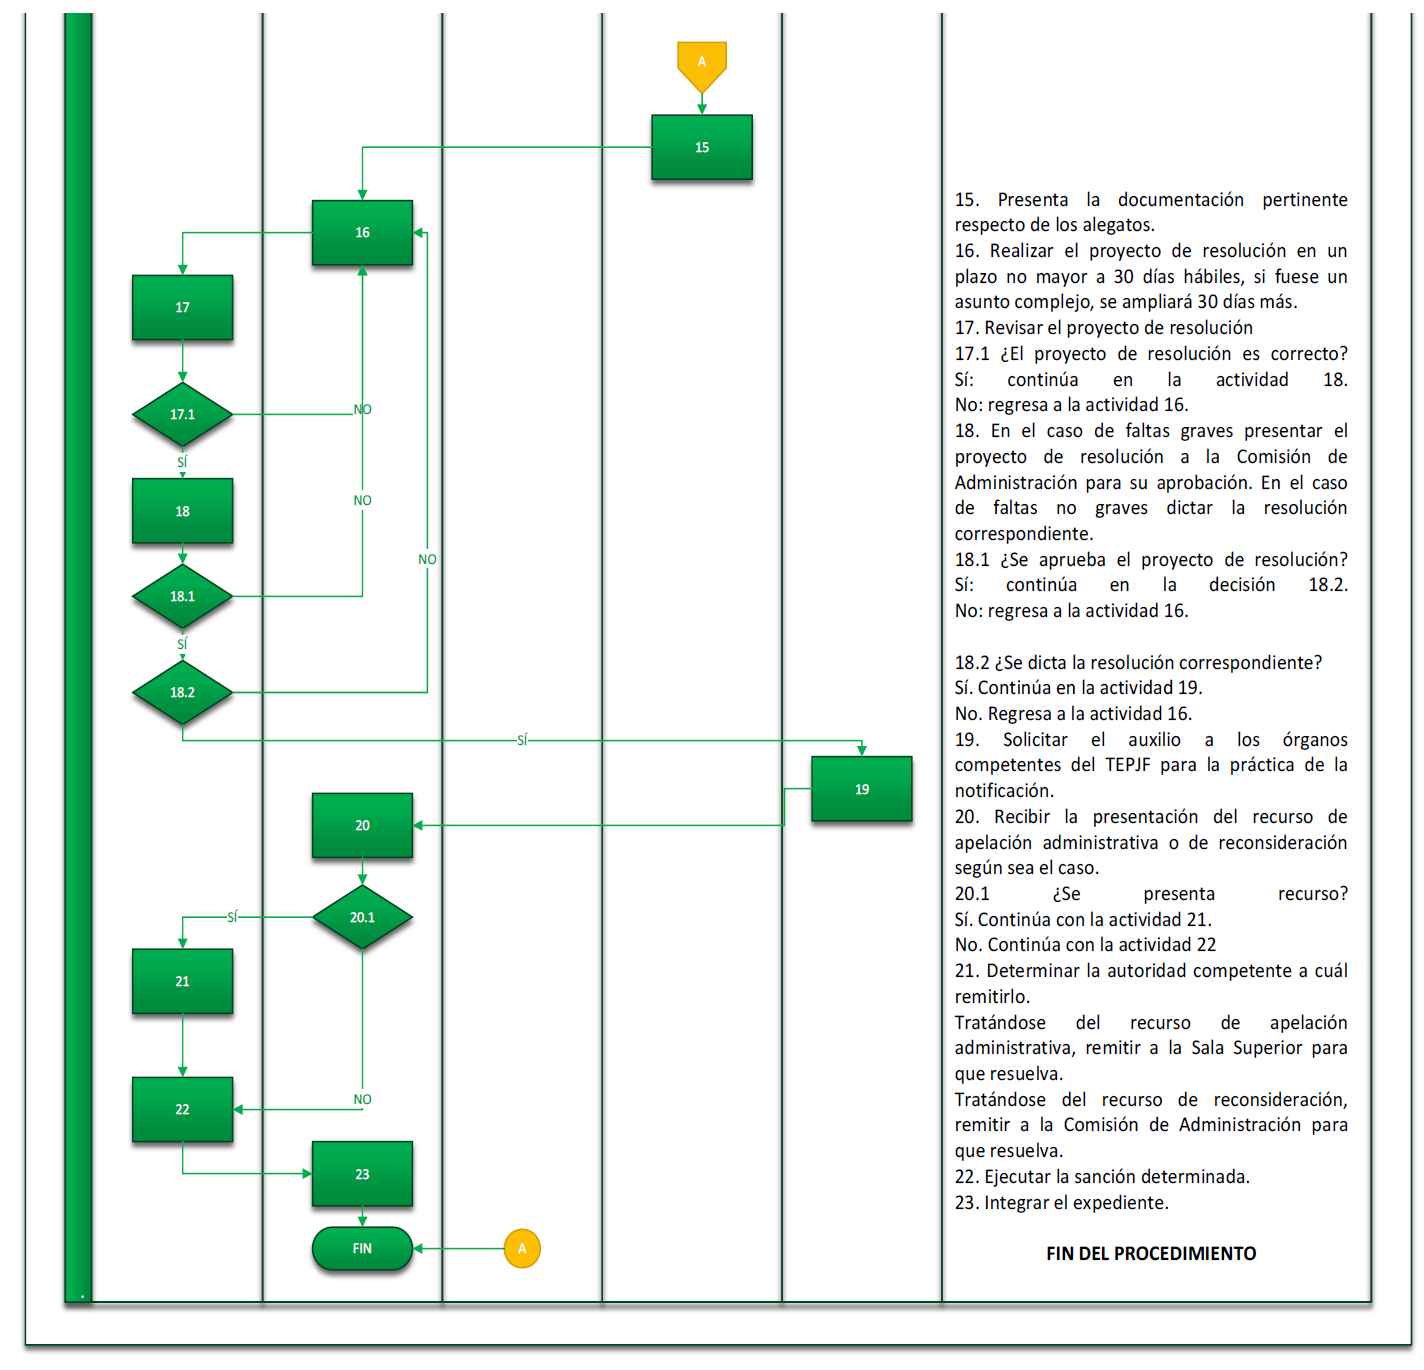 A
15
16
17
17.1
NO
SÍ
18
NO
18.1
NO
SÍ
18.2
SÍ
19
20
20.1
SÍ
21
NO
22
23
FIN
A
.
15. Presenta la documentación pertinente
respecto de los alegatos.
16. Realizar el proyecto de resolución en un
plazo no mayor a 30 días hábiles, si fuese un
asunto complejo, se ampliará 30 días más.
17. Revisar el proyecto de resolución
17.1 ¿El proyecto de resolución es correcto?
Sí: continúa en la actividad 18.
No: regresa a la actividad 16.
18. En el caso de faltas graves presentar el
proyecto de resolución a la Comisión de
Administración para su aprobación. En el caso
de faltas no graves dictar la resolución
correspondiente.
18.1 ¿Se aprueba el proyecto de resolución?
Sí: continúa en la decisión 18.2.
No: regresa a la actividad 16.
18.2 ¿Se dicta la resolución correspondiente?
Sí. Continúa en la actividad 19.
No. Regresa a la actividad 16.
19. Solicitar el auxilio a los órganos
competentes del TEPJF para la práctica de la
notificación.
20. Recibir la presentación del recurso de
apelación administrativa o de reconsideración
según sea el caso.
20.1 ¿Se presenta recurso?
Sí. Continúa con la actividad 21.
No. Continúa con la actividad 22
21. Determinar la autoridad competente a cuál
remitirlo.
Tratándose del recurso de apelación
administrativa, remitir a la Sala Superior para
que resuelva.
Tratándose del recurso de reconsideración,
remitir a la Comisión de Administración para
que resuelva.
22. Ejecutar la sanción determinada.
23. Integrar el expediente.
FIN DEL PROCEDIMIENTO